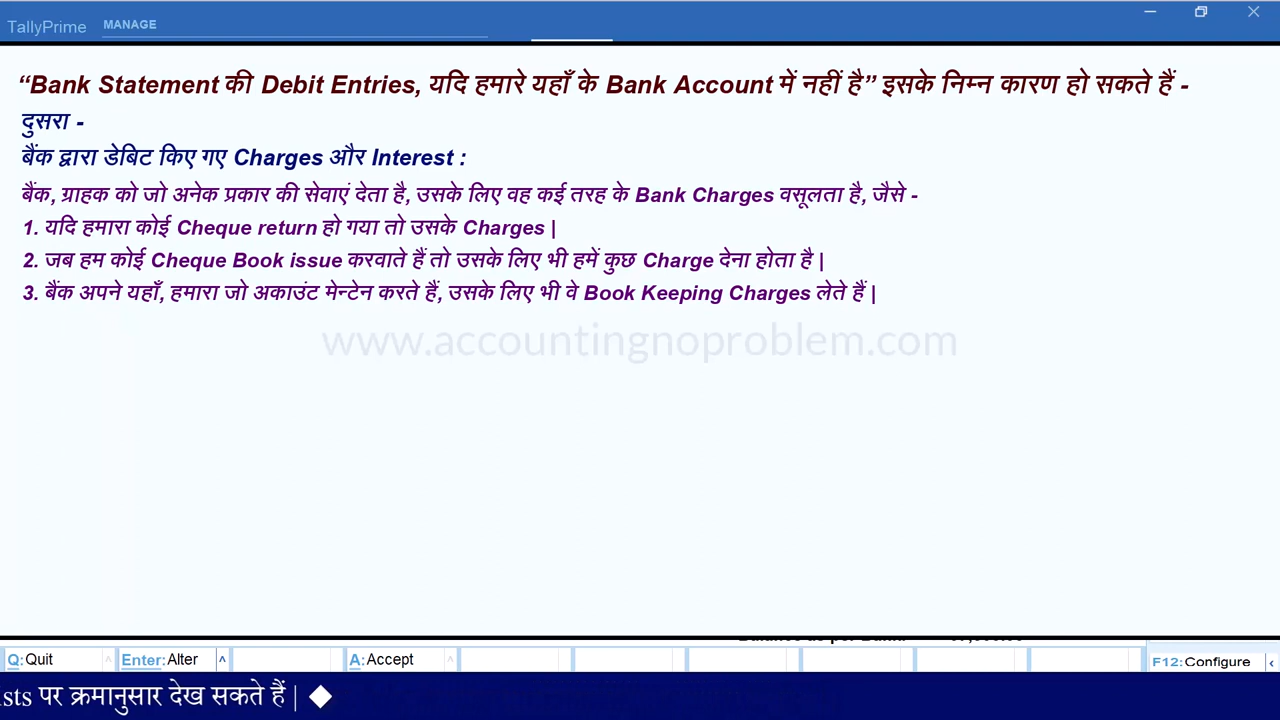 TallyPrime MANAGE
“Bank Statement की Debit Entries, यदि हमारे यहाँ के Bank Account में नहीं है” इसके निम्न कारण हो सकते हैं -
दुसरा -
बैंक द्वारा डेबिट किए गए Charges और Interest :
बैंक, ग्राहक को जो अनेक प्रकार की सेवाएं देता है, उसके लिए वह कई तरह के Bank Charges वसूलता है, जैसे -
1. यदि हमारा कोई Cheque return हो गया तो उसके Charges |
2. जब हम कोई Cheque Book issue करवाते हैं तो उसके लिए भी हमें कुछ Charge देना होता है |
3. बैंक अपने यहाँ, हमारा जो अकाउंट मेन्टेन करते हैं, उसके लिए भी वे Book Keeping Charges लेते हैं |
www.accountingnoproblem.com
Q:Quit Enter:Alter A:Accept F12:Configure
पर क्रमानुसार देख सकते हैं | ◆